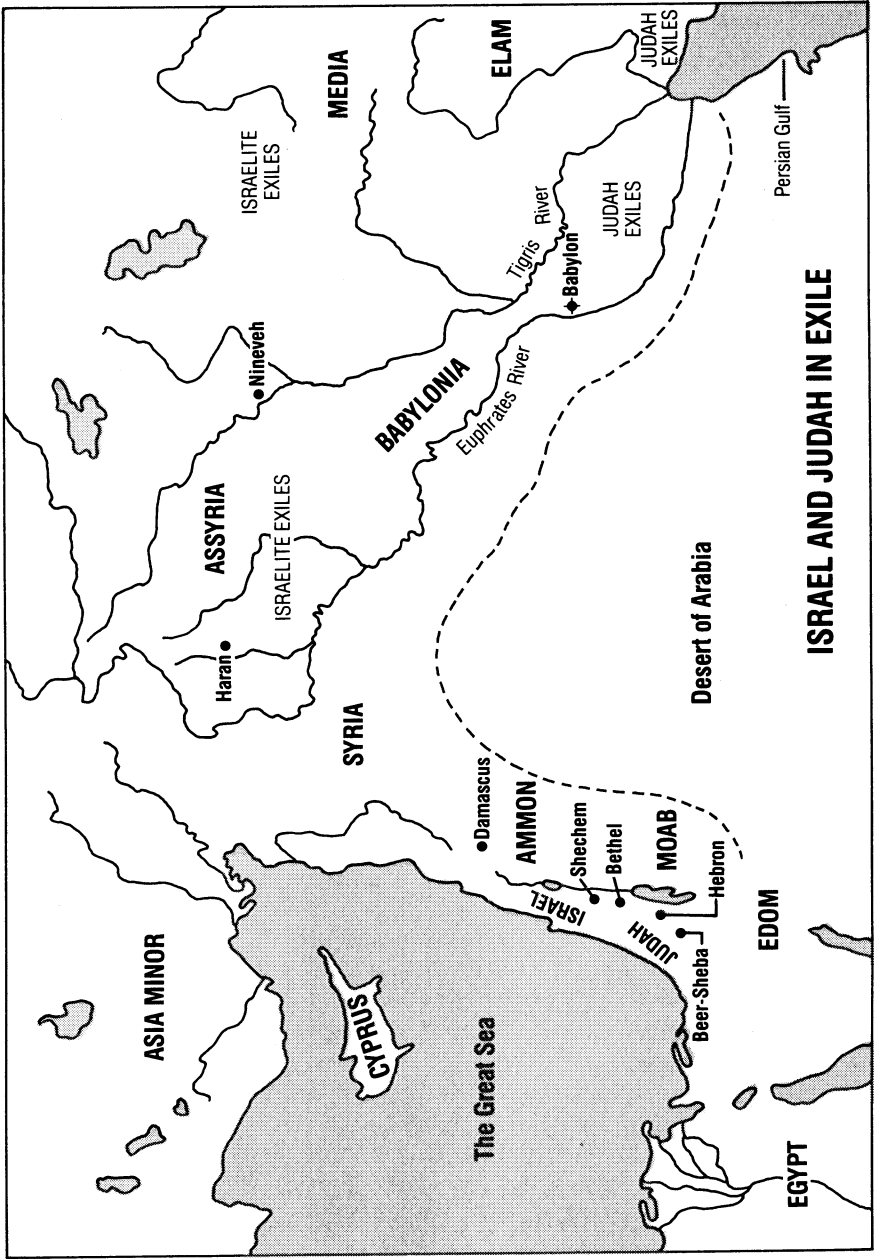 ASIA MINOR
CYPRUS
The Great Sea
EGYPT
SYRIA
Haran
ASSYRIA
ISRAELITE EXILES
Nineveh
BABYLONIA
Euphrates River
Tigris River
Babylon
ISRAELITE
EXILES
MEDIA
ELAM
JUDAH
EXILES
JUDAH
EXILES
Persian Gulf
Damascus
AMMON
Shechem
Bethel
ISRAEL
JUDAH
MOAB
Hebron
Beer-Sheba
EDOM
Desert of Arabia
ISRAEL AND JUDAH IN EXILE